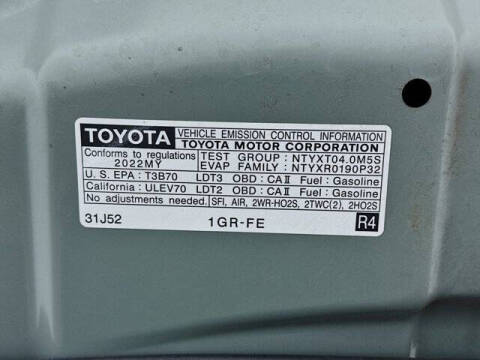 TOYOTA VEHICLE EMISSION CONTROL INFORMATION
TOYOTA MOTOR CORPORATION
Conforms to regulations TEST GROUP : NTYXT04.0M5S
2022MY EVAP FAMILY : NTYXR0190P32
U.S. EPA : T3B70 LDT3 OBD : CAII Fuel : Gasoline
California : ULEV70 LDT2 OBD : CAII Fuel : Gasoline
No adjustments needed. SFI, AIR, 2WR-HO2S, 2TWC(2), 2HO2S
31J52 1GR-FE R4